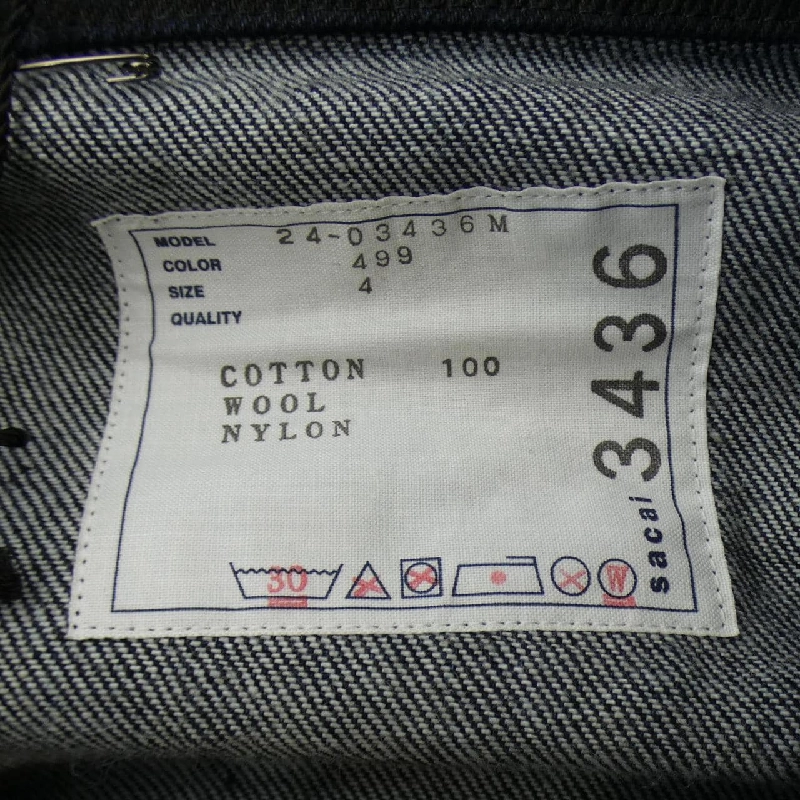 MODEL 24-03436M
COLOR 499
SIZE 4
QUALITY
COTTON 100
WOOL
NYLON
30 W
sacai 3436